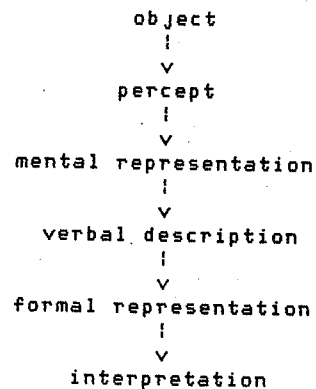 object
¦
v
percept
¦
v
mental representation
¦
v
verbal description
¦
v
formal representation
¦
v
interpretation